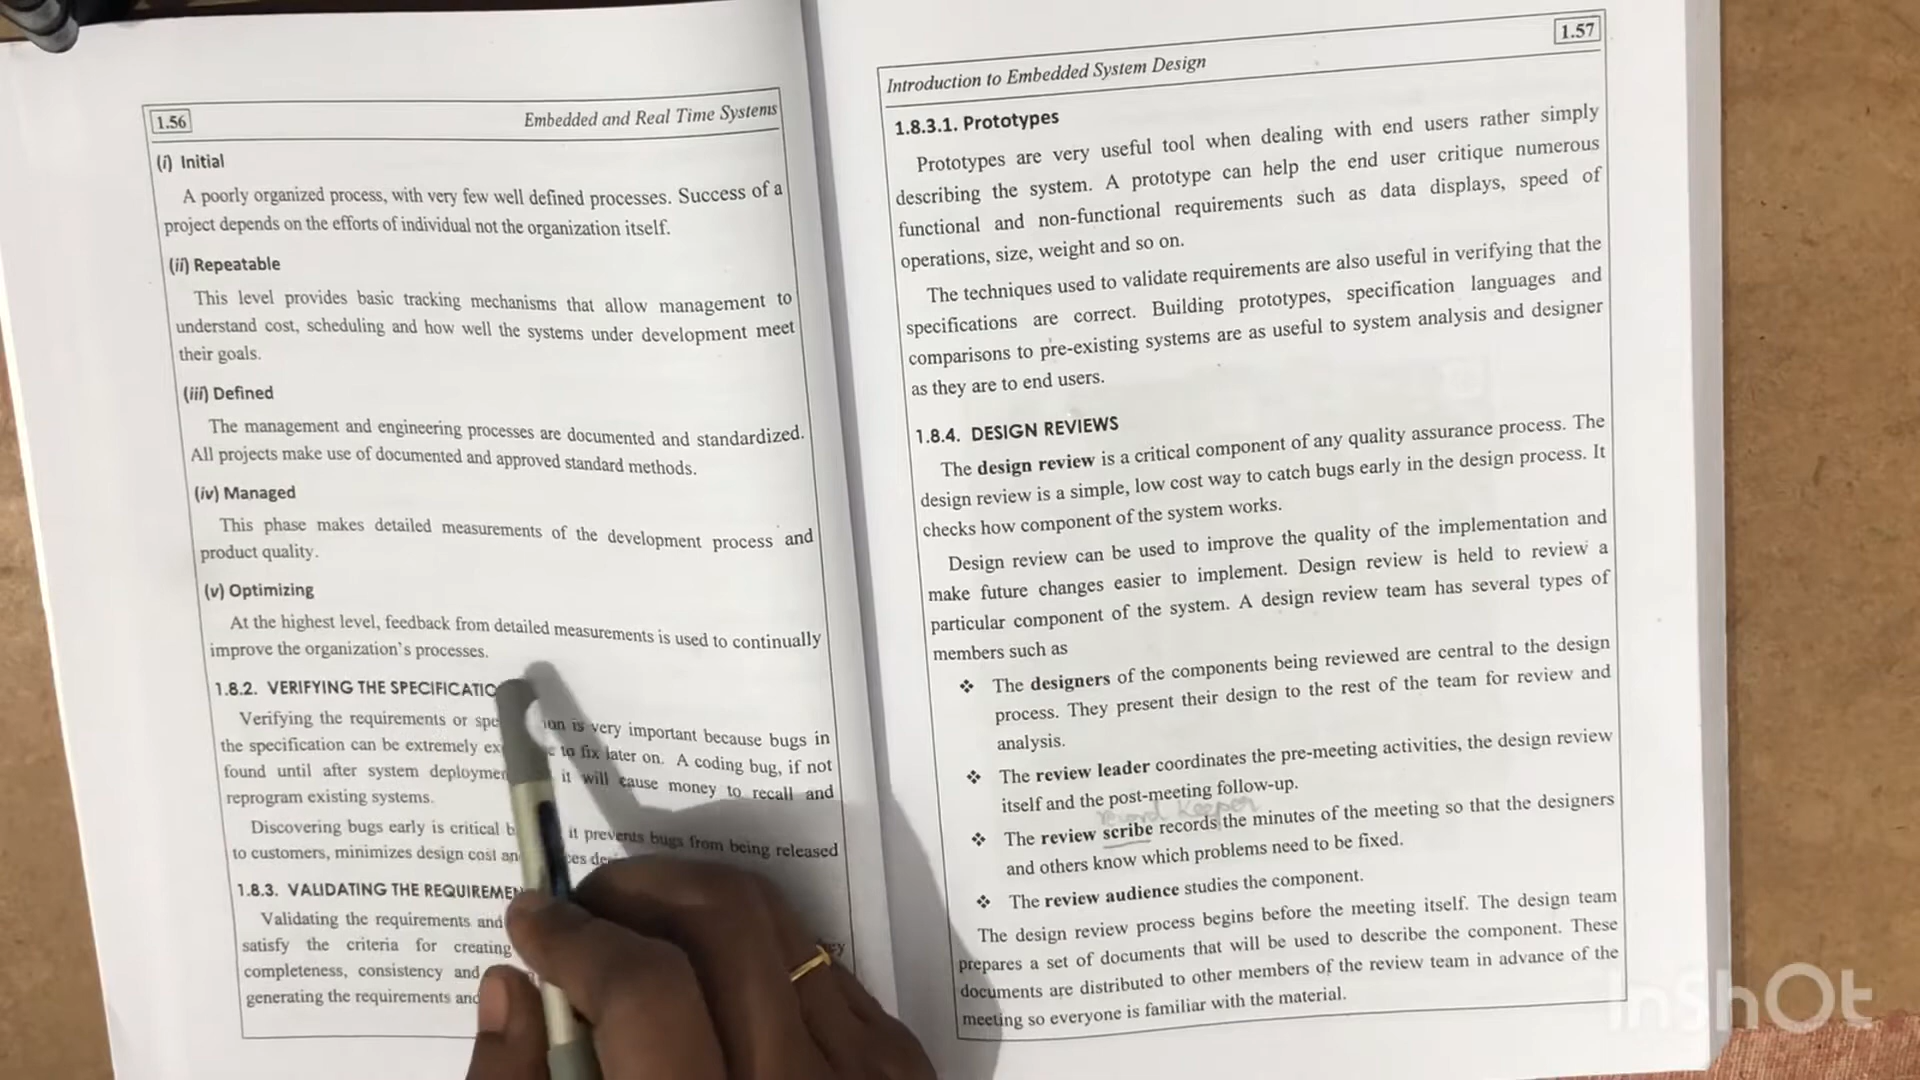 1.56
Embedded and Real Time Systems
(i) Initial
A poorly organized process, with very few well defined processes. Success of a
project depends on the efforts of individual not the organization itself.
(ii) Repeatable
This level provides basic tracking mechanisms that allow management to
understand cost, scheduling and how well the systems under development meet
their goals.
(iii) Defined
The management and engineering processes are documented and standardized.
All projects make use of documented and approved standard methods.
(iv) Managed
This phase makes detailed measurements of the development process and
product quality.
(v) Optimizing
At the highest level, feedback from detailed measurements is used to continually
improve the organization's processes.
1.8.2. VERIFYING THE
Verifying the requirements or is very important because bugs in
the specification can be extremely to fix later on. A coding bug, if not
found until after system it will cause money to recall and
reprogram existing systems.
Discovering bugs early is critical it prevents bugs from being released
to customers, minimizes design cost
1.8.3. VALIDATING THE
Validating the requirements and
satisfy the criteria for creating
completeness, consistency and
generating the requirements
Introduction to Embedded System Design
1.57
1.8.3.1. Prototypes
Prototypes are very useful tool when dealing with end users rather simply
describing the system. A prototype can help the end user critique numerous
functional and non-functional requirements such as data displays, speed of
operations, size, weight and so on.
The techniques used to validate requirements are also useful in verifying that the
specifications are correct. Building prototypes, specification languages and
comparisons to pre-existing systems are as useful to system analysis and designer
as they are to end users.
1.8.4. DESIGN REVIEWS
The design review is a critical component of any quality assurance process. The
design review is a simple, low cost way to catch bugs early in the design process. It
checks how component of the system works.
Design review can be used to improve the quality of the implementation and
make future changes easier to implement. Design review is held to review a
particular component of the system. A design review team has several types of
members such as
❖ The designers of the components being reviewed are central to the design
process. They present their design to the rest of the team for review and
analysis.
❖ The review leader coordinates the pre-meeting activities, the design review
itself and the post-meeting follow-up.
record keeper
❖ The review scribe records the minutes of the meeting so that the designers
and others know which problems need to be fixed.
❖ The review audience studies the component.
The design review process begins before the meeting itself. The design team
prepares a set of documents that will be used to describe the component. These
documents are distributed to other members of the review team in advance of the
meeting so everyone is familiar with the material.
InShOt